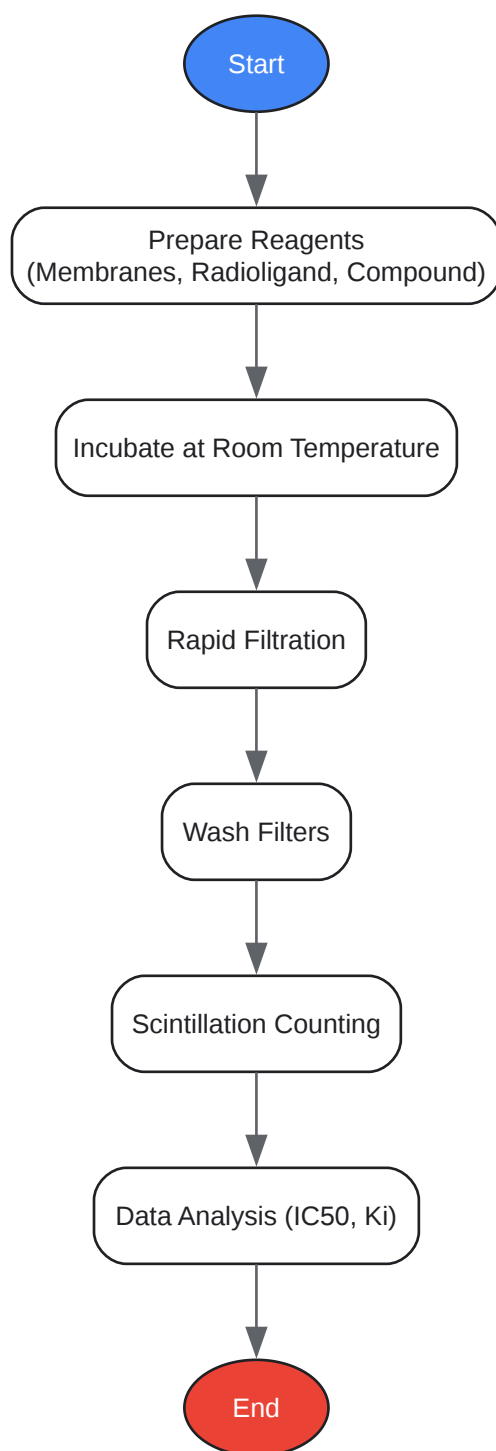 Start
Prepare Reagents
(Membranes, Radioligand, Compound)
Incubate at Room Temperature
Rapid Filtration
Wash Filters
Scintillation Counting
Data Analysis (IC50, Ki)
End